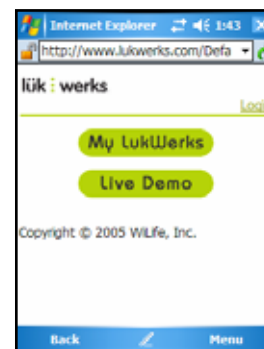 Internet Explorer 1:43
http://www.lukwerks.com/Defa
lük : werks
Logi
My LukWerks
Live Demo
Copyright © 2005 WiLife, Inc.
Back Menu